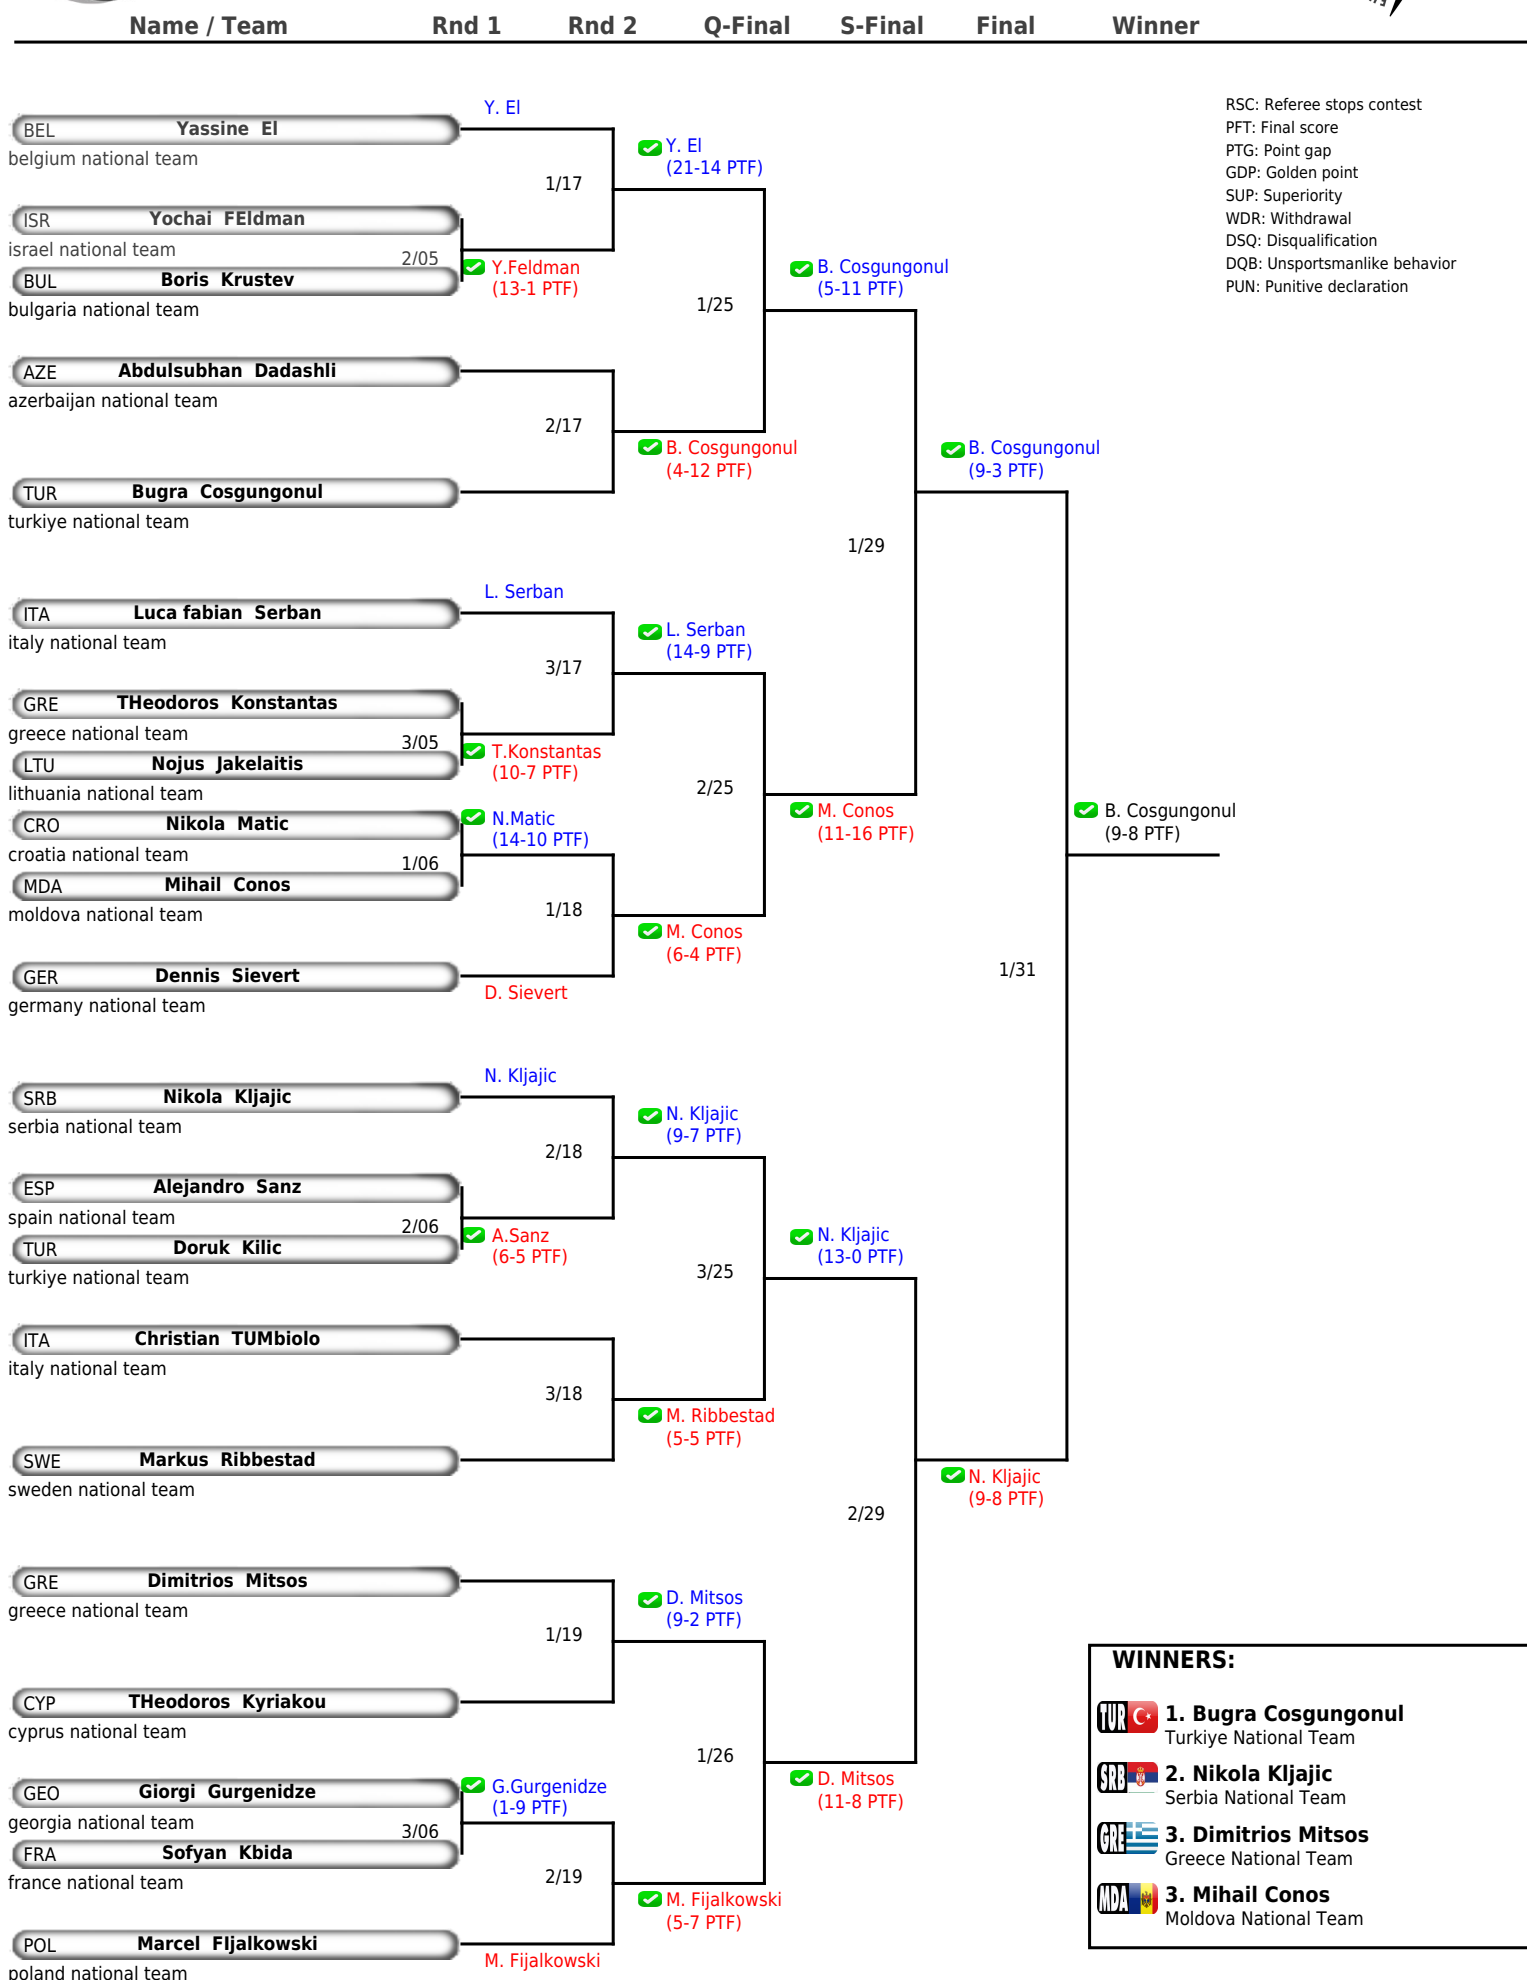 Name / Team Rnd 1 Rnd 2 Q-Final S-Final Final Winner
RSC: Referee stops contest
PFT: Final score
PTG: Point gap
GDP: Golden point
SUP: Superiority
WDR: Withdrawal
DSQ: Disqualification
DQB: Unsportsmanlike behavior
PUN: Punitive declaration
Y. El
BEL Yassine El
belgium national team
Y. El
(21-14 PTF)
1/17
ISR Yochai FEldman
israel national team
2/05
Y.Feldman
(13-1 PTF)
BUL Boris Krustev
bulgaria national team
B. Cosgungonul
(5-11 PTF)
1/25
AZE Abdulsubhan Dadashli
azerbaijan national team
2/17
B. Cosgungonul
(4-12 PTF)
B. Cosgungonul
(9-3 PTF)
TUR Bugra Cosgungonul
turkiye national team
1/29
L. Serban
ITA Luca fabian Serban
italy national team
L. Serban
(14-9 PTF)
3/17
GRE THeodoros Konstantas
greece national team
3/05
T.Konstantas
(10-7 PTF)
LTU Nojus Jakelaitis
lithuania national team
2/25
M. Conos
(11-16 PTF)
B. Cosgungonul
(9-8 PTF)
CRO Nikola Matic
croatia national team
N.Matic
(14-10 PTF)
1/06
MDA Mihail Conos
moldova national team
1/18
M. Conos
(6-4 PTF)
GER Dennis Sievert
germany national team
D. Sievert
1/31
N. Kljajic
SRB Nikola Kljajic
serbia national team
N. Kljajic
(9-7 PTF)
2/18
ESP Alejandro Sanz
spain national team
2/06
A.Sanz
(6-5 PTF)
TUR Doruk Kilic
turkiye national team
N. Kljajic
(13-0 PTF)
3/25
ITA Christian TUMbiolo
italy national team
3/18
M. Ribbestad
(5-5 PTF)
SWE Markus Ribbestad
sweden national team
N. Kljajic
(9-8 PTF)
2/29
GRE Dimitrios Mitsos
greece national team
D. Mitsos
(9-2 PTF)
1/19
CYP THeodoros Kyriakou
cyprus national team
1/26
D. Mitsos
(11-8 PTF)
GEO Giorgi Gurgenidze
georgia national team
G.Gurgenidze
(1-9 PTF)
3/06
FRA Sofyan Kbida
france national team
2/19
M. Fijalkowski
(5-7 PTF)
POL Marcel FIjalkowski
poland national team
M. Fijalkowski
WINNERS:
TUR 1. Bugra Cosgungonul
Turkiye National Team
SRB 2. Nikola Kljajic
Serbia National Team
GRE 3. Dimitrios Mitsos
Greece National Team
MDA 3. Mihail Conos
Moldova National Team